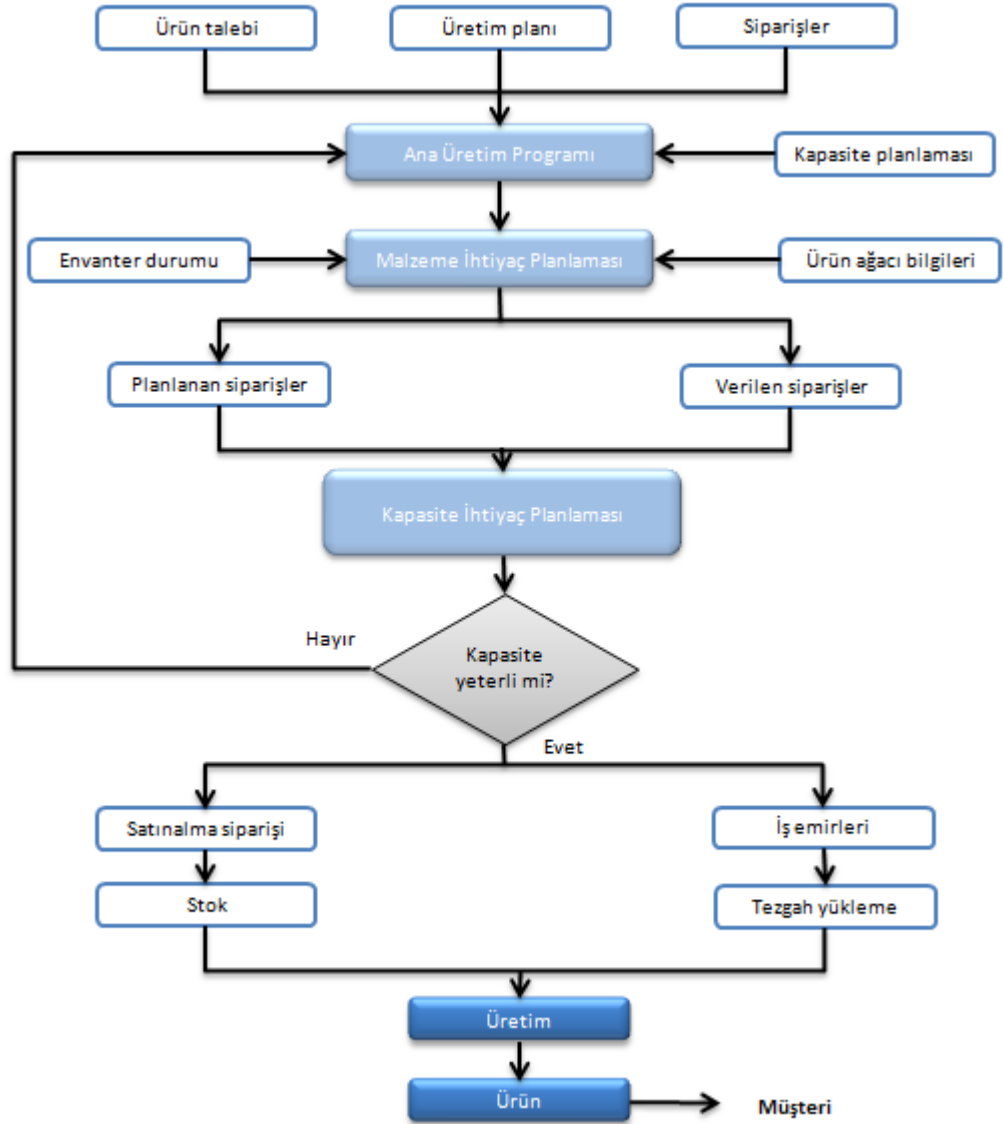 Ürün talebi
Üretim planı
Siparişler
Ana Üretim Programı
Kapasite planlaması
Envanter durumu
Malzeme İhtiyaç Planlaması
Ürün ağacı bilgileri
Planlanan siparişler
Verilen siparişler
Kapasite İhtiyaç Planlaması
Hayır
Kapasite
yeterli mi?
Evet
Satınalma siparişi
İş emirleri
Stok
Tezgah yükleme
Üretim
Ürün
Müşteri